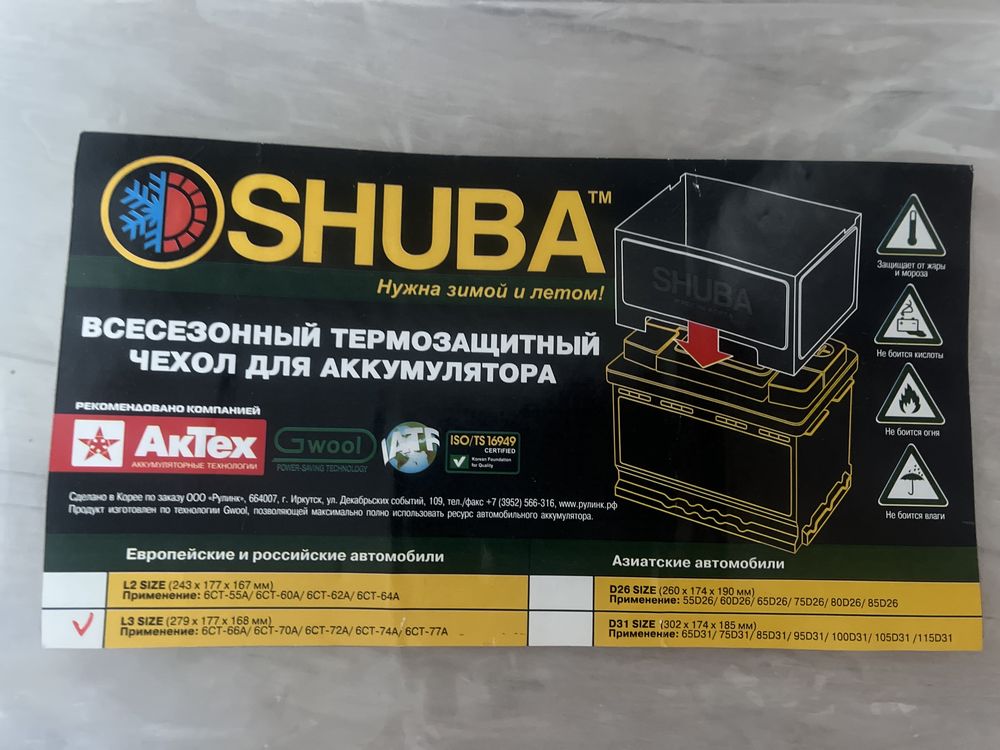 SHUBA™
Нужна зимой и летом!
ВСЕСЕЗОННЫЙ ТЕРМОЗАЩИТНЫЙ
ЧЕХОЛ ДЛЯ АККУМУЛЯТОРА
SHUBA
Защищает от жары
и мороза
Не боится кислоты
Не боится огня
Не боится влаги
РЕКОМЕНДОВАНО КОМПАНИЕЙ
АкТех
АККУМУЛЯТОРНЫЕ ТЕХНОЛОГИИ
Gwool
POWER-SAVING TECHNOLOGY
IATF
ISO/TS 16949
CERTIFIED
Korean Foundation
for Quality
Сделано в Корее по заказу ООО «Рулинк», 664007, г. Иркутск, ул. Декабрьских событий, 109, тел./факс +7 (3952) 566-316, www.рулинк.рф
Продукт изготовлен по технологии Gwool, позволяющей максимально полно использовать ресурс автомобильного аккумулятора.
Европейские и российские автомобили
L2 SIZE (243 x 177 x 167 мм)
Применение: 6СТ-55А/ 6СТ-60А/ 6СТ-62А/ 6СТ-64А
L3 SIZE (279 x 177 x 168 мм)
Применение: 6СТ-66А/ 6СТ-70А/ 6СТ-72А/ 6СТ-74А/ 6СТ-77А
Азиатские автомобили
D26 SIZE (260 x 174 x 190 мм)
Применение: 55D26/ 60D26/ 65D26/ 75D26/ 80D26/ 85D26
D31 SIZE (302 x 174 x 185 мм)
Применение: 65D31/ 75D31/ 85D31/ 95D31/ 100D31/ 105D31 /115D31